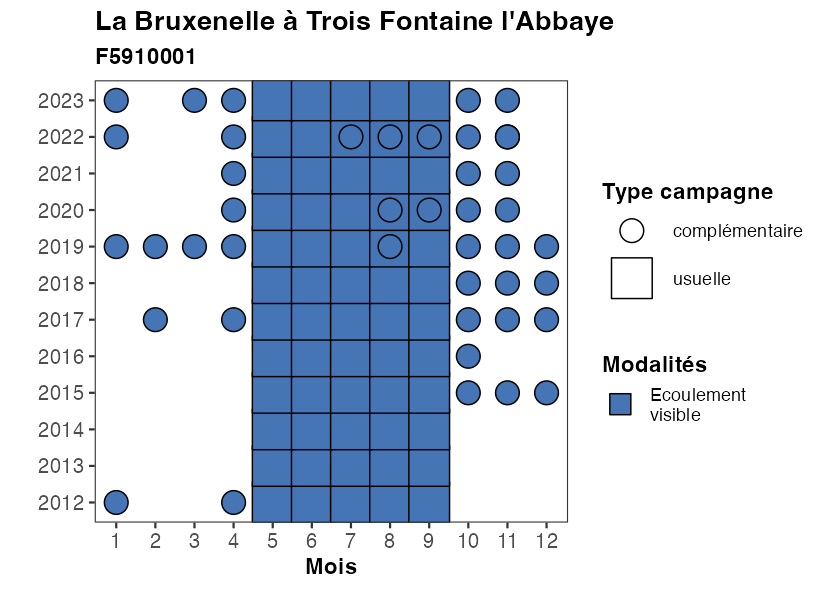 La Bruxenelle à Trois Fontaine l'Abbaye
F5910001
2023
2022
2021
2020
2019
2018
2017
2016
2015
2014
2013
2012
1 2 3 4 5 6 7 8 9 10 11 12
Mois
Type campagne
complémentaire
usuelle
Modalités
Ecoulement
visible